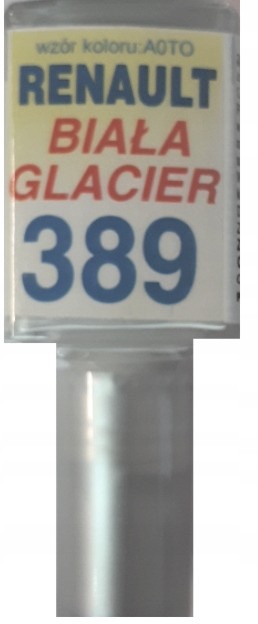 wzór koloru:A0TO
RENAULT
BIAŁA
GLACIER
389